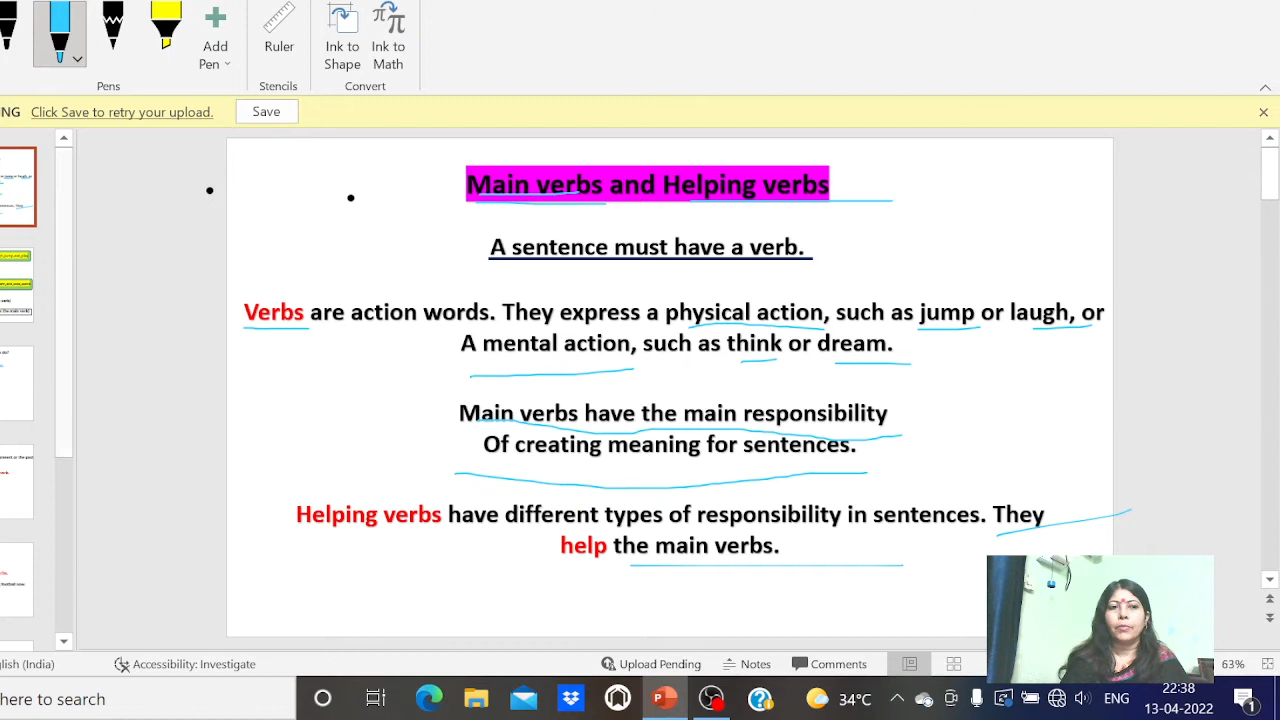 Add
Pen
Ruler
Ink to
Shape
Ink to
Math
Pens
Stencils
Convert
NG Click Save to retry your upload. Save
Main verbs and Helping verbs
A sentence must have a verb.
Verbs are action words. They express a physical action, such as jump or laugh, or
A mental action, such as think or dream.
Main verbs have the main responsibility
Of creating meaning for sentences.
Helping verbs have different types of responsibility in sentences. They
help the main verbs.
glish (India) Accessibility: Investigate Upload Pending Notes Comments 63%
here to search 34°C ENG 22:38
13-04-2022 1